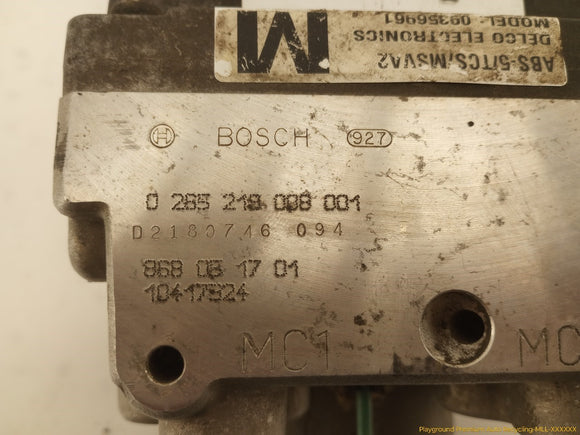 ABS-5/TCS/MSVA2
DELCO ELECTRONICS
MODEL: 09356961
M
H BOSCH 927
0 265 218 008 001
D2180746 094
868 08 17 01
10417924
MC1
MC